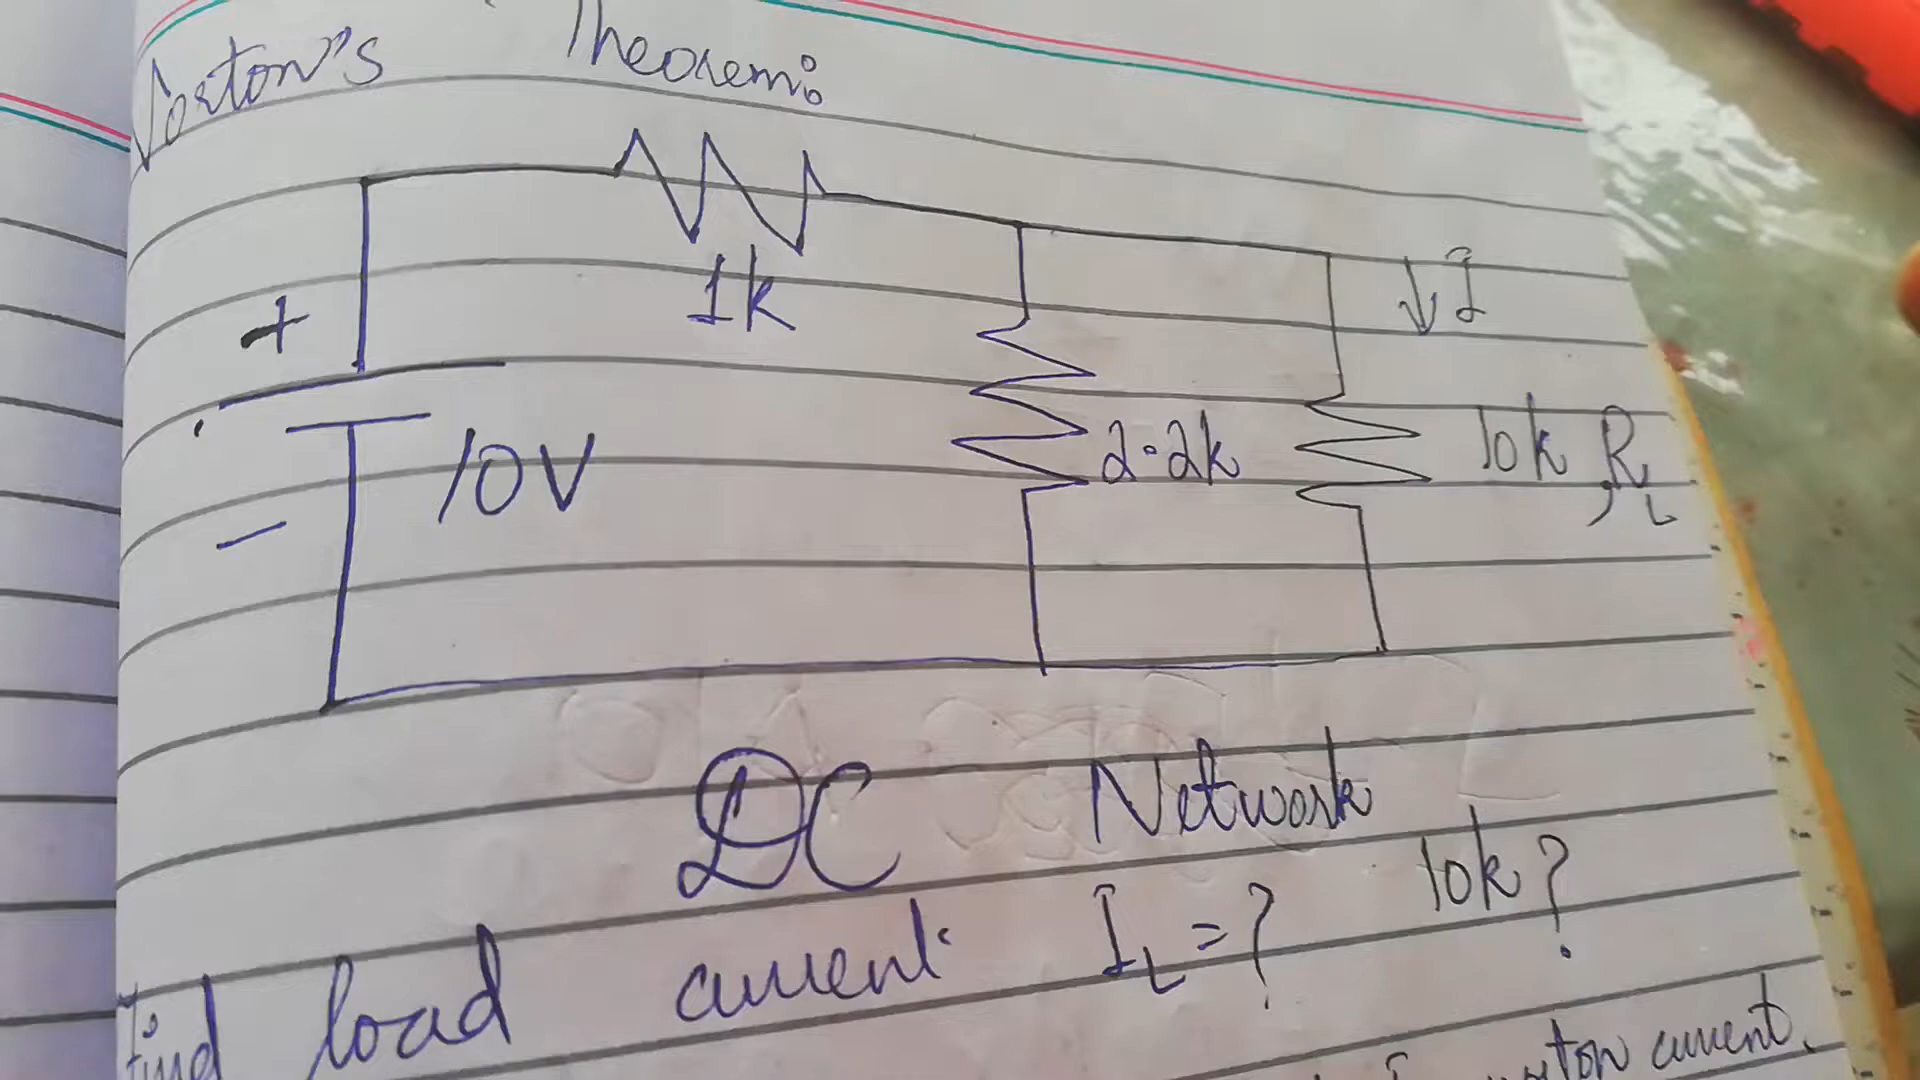 Norton's Theorem:
1k
+
↓I
10V
2.2k
10k, RL
-
DC Network
10k?
Find load current. IL = ?
Norton current.